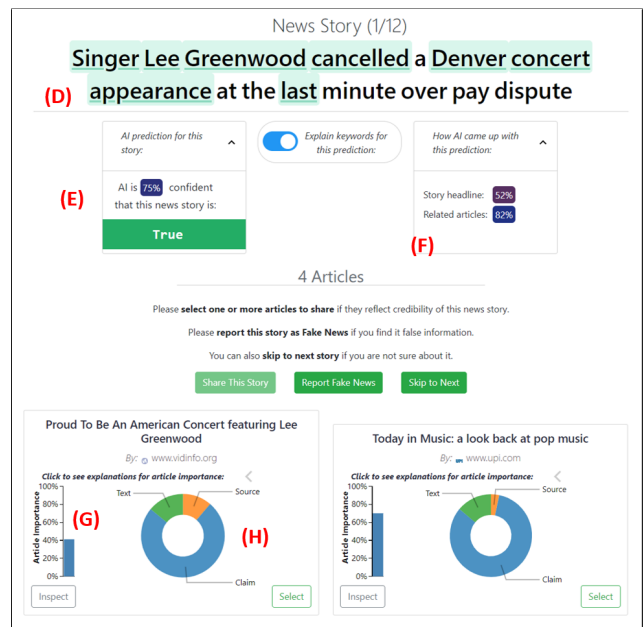 News Story (1/12)
Singer Lee Greenwood cancelled a Denver concert
appearance at the last minute over pay dispute
(D)
AI prediction for this
story:
Explain keywords for
this prediction:
How AI came up with
this prediction:
(E)
AI is 75% confident
that this news story is:
True
Story headline: 52%
Related articles: 82%
(F)
4 Articles
Please select one or more articles to share if they reflect credibility of this news story.
Please report this story as Fake News if you find it false information.
You can also skip to next story if you are not sure about it.
Share This Story
Report Fake News
Skip to Next
Proud To Be An American Concert featuring Lee
Greenwood
By: www.vidinfo.org
Click to see explanations for article importance:
100%
80%
60%
40%
20%
0%
Article Importance
(G)
Text
Source
(H)
Claim
Inspect
Select
Today in Music: a look back at pop music
By: upi www.upi.com
Click to see explanations for article importance:
100%
80%
60%
40%
20%
0%
Article Importance
Text
Source
Claim
Inspect
Select